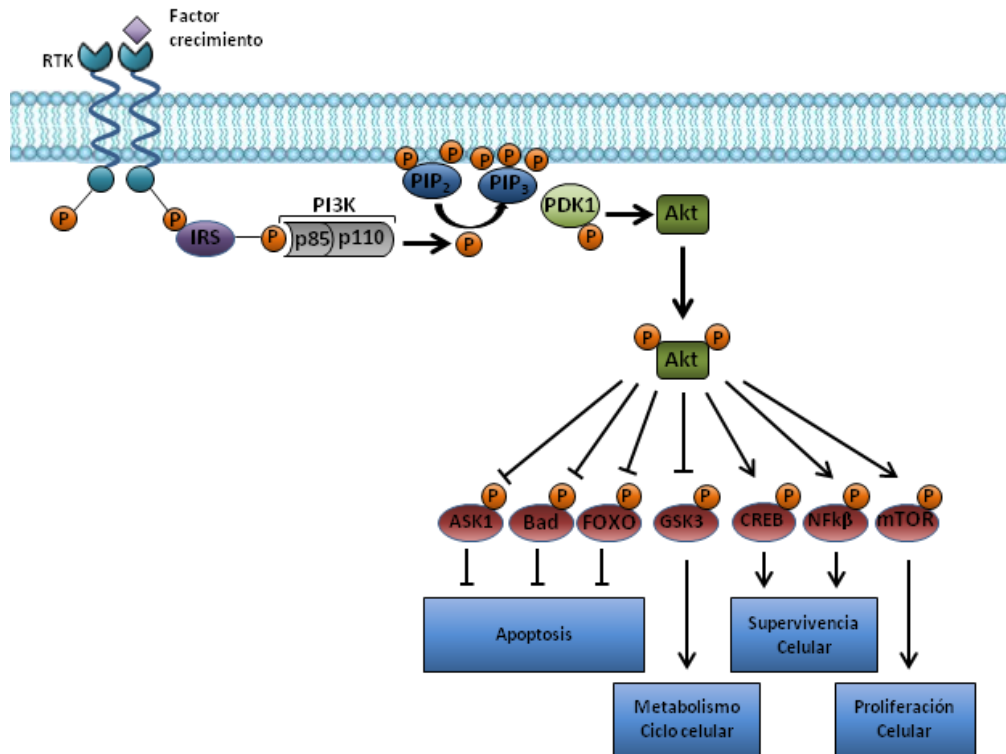 Factor
crecimiento
RTK
P P P P P
PIP2 PIP3
PDK1 Akt
P P
PI3K
IRS P p85 p110 P P
P P
Akt
P P P P P P P
ASK1 Bad FOXO GSK3 CREB NFkβ mTOR
Apoptosis
Supervivencia
Celular
Metabolismo
Ciclo celular
Proliferación
Celular